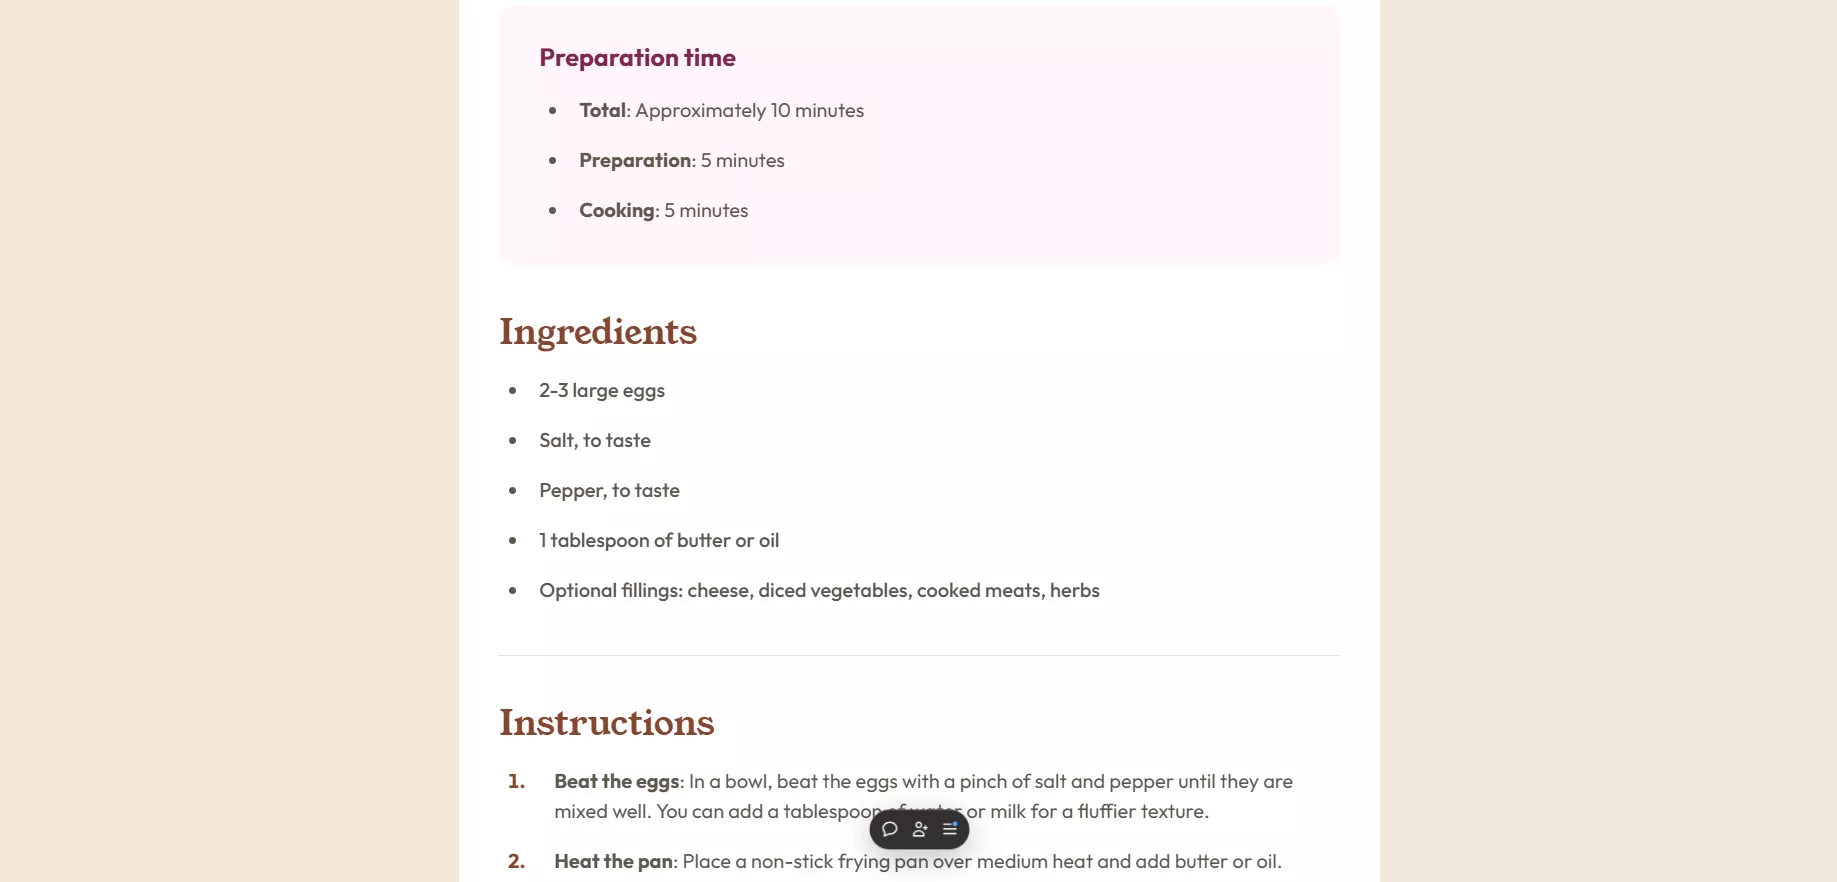 Preparation time
Total: Approximately 10 minutes
Preparation: 5 minutes
Cooking: 5 minutes
Ingredients
2-3 large eggs
Salt, to taste
Pepper, to taste
1 tablespoon of butter or oil
Optional fillings: cheese, diced vegetables, cooked meats, herbs
Instructions
1. Beat the eggs: In a bowl, beat the eggs with a pinch of salt and pepper until they are
mixed well. You can add a tablespoon of water or milk for a fluffier texture.
2. Heat the pan: Place a non-stick frying pan over medium heat and add butter or oil.